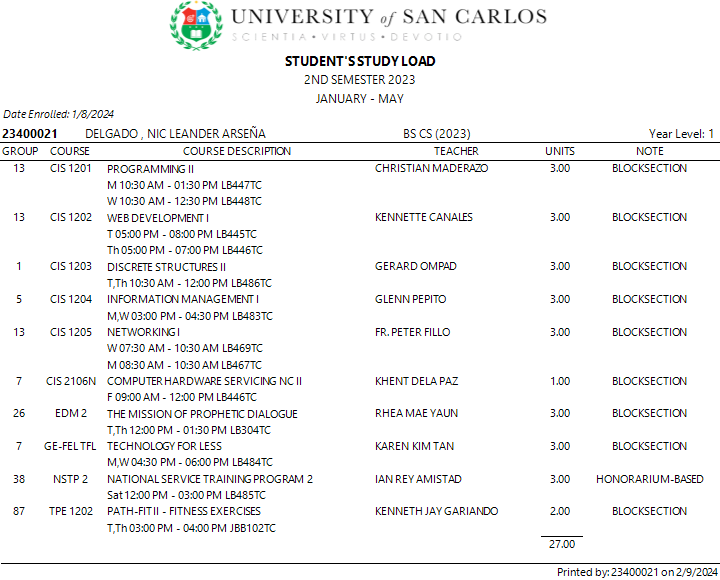 UNIVERSITY of SAN CARLOS
SCIENTIA • VIRTUS • DEVOTIO
STUDENT'S STUDY LOAD
2ND SEMESTER 2023
JANUARY - MAY
Date Enrolled: 1/8/2024
23400021 DELGADO , NIC LEANDER ARSEÑA BS CS (2023) Year Level: 1
GROUP COURSE COURSE DESCRIPTION TEACHER UNITS NOTE
13 CIS 1201 PROGRAMMING II CHRISTIAN MADERAZO 3.00 BLOCKSECTION
M 10:30 AM - 01:30 PM LB447TC
W 10:30 AM - 12:30 PM LB448TC
13 CIS 1202 WEB DEVELOPMENT I KENNETTE CANALES 3.00 BLOCKSECTION
T 05:00 PM - 08:00 PM LB445TC
Th 05:00 PM - 07:00 PM LB446TC
1 CIS 1203 DISCRETE STRUCTURES II GERARD OMPAD 3.00 BLOCKSECTION
T,Th 10:30 AM - 12:00 PM LB486TC
5 CIS 1204 INFORMATION MANAGEMENT I GLENN PEPITO 3.00 BLOCKSECTION
M,W 03:00 PM - 04:30 PM LB483TC
13 CIS 1205 NETWORKING I FR. PETER FILLO 3.00 BLOCKSECTION
W 07:30 AM - 10:30 AM LB469TC
M 08:30 AM - 10:30 AM LB467TC
7 CIS 2106N COMPUTER HARDWARE SERVICING NC II KHENT DELA PAZ 1.00 BLOCKSECTION
F 09:00 AM - 12:00 PM LB446TC
26 EDM 2 THE MISSION OF PROPHETIC DIALOGUE RHEA MAE YAUN 3.00 BLOCKSECTION
T,Th 12:00 PM - 01:30 PM LB304TC
7 GE-FEL TFL TECHNOLOGY FOR LESS KAREN KIM TAN 3.00 BLOCKSECTION
M,W 04:30 PM - 06:00 PM LB484TC
38 NSTP 2 NATIONAL SERVICE TRAINING PROGRAM 2 IAN REY AMISTAD 3.00 HONORARIUM-BASED
Sat 12:00 PM - 03:00 PM LB485TC
87 TPE 1202 PATH-FIT II - FITNESS EXERCISES KENNETH JAY GARIANDO 2.00 BLOCKSECTION
T,Th 03:00 PM - 04:00 PM JBB102TC
27.00
Printed by: 23400021 on 2/9/2024